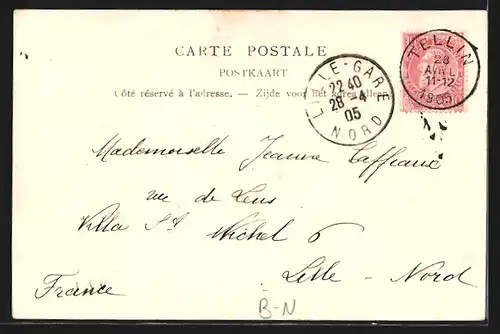 CARTE POSTALE
POSTKAART
Côté réservé à l'adresse. — Zijde voor het adres alleen.
TELLIN
28
AVRIL
11-12
1905
LILLE-GARE
22 40
28 -4
05
NORD
Mademoiselle Jeanne
rue de Lens
Villa St Michel 6
Lille - Nord
France
B-N